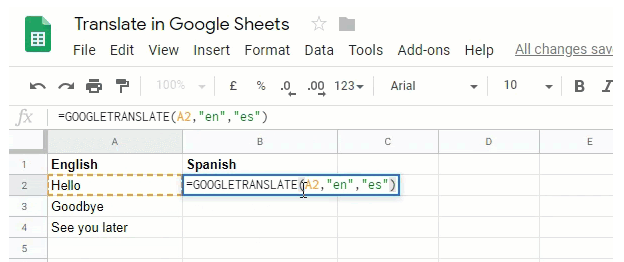 Translate in Google Sheets
File Edit View Insert Format Data Tools Add-ons Help All changes
100% £ % .0 .00 123 Arial 10 B I
fx =GOOGLETRANSLATE(A2,"en","es")
A B C D E
1 English Spanish
2 Hello =GOOGLETRANSLATE(A2,"en","es")
3 Goodbye
4 See you later
5